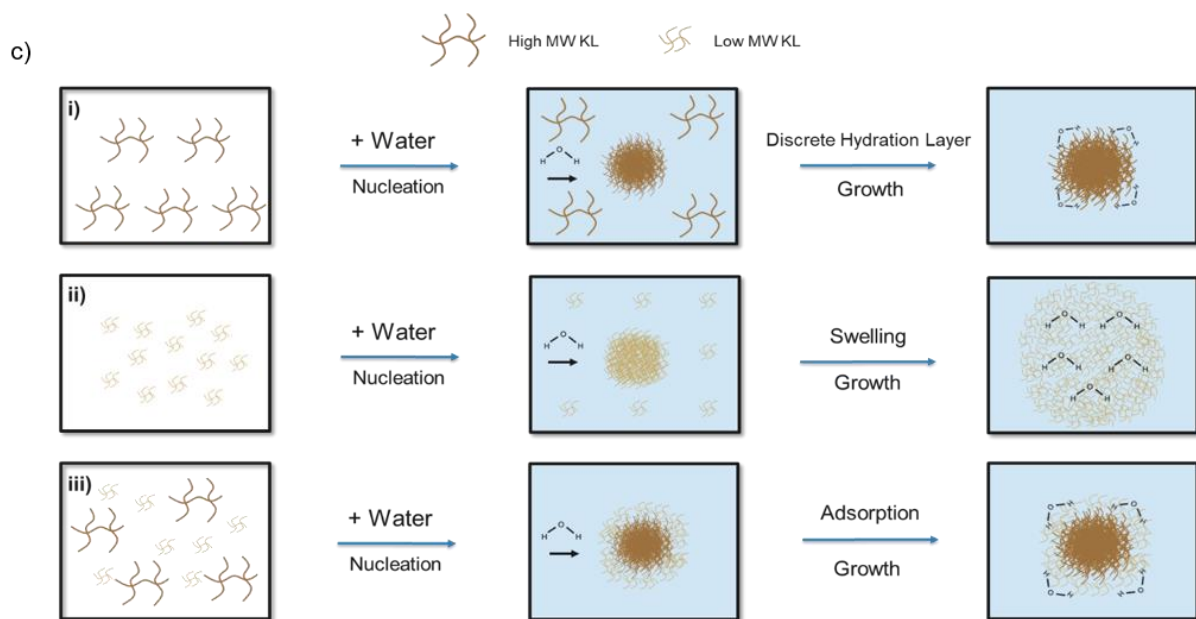 c)
High MW KL
Low MW KL
i)
+ Water
Nucleation
H O H
Discrete Hydration Layer
Growth
H O H
H O H
H O H
H O H
ii)
+ Water
Nucleation
H O H
Swelling
Growth
H O H
H O H
H O H
H O H
H O H
iii)
+ Water
Nucleation
H O H
Adsorption
Growth
H O H
H O H
H O H
H O H